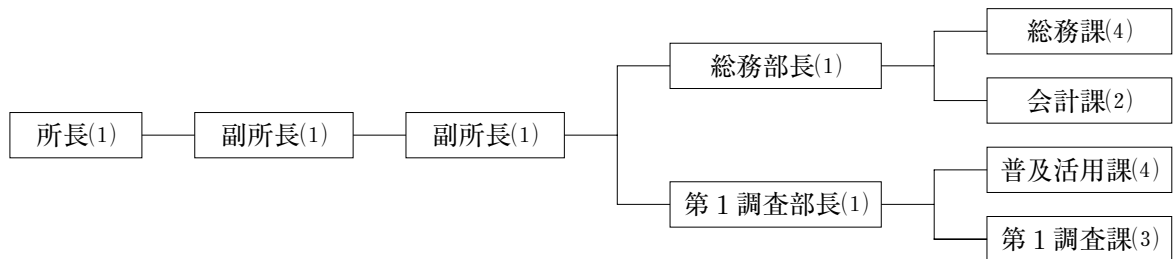 所長(1)
副所長(1)
副所長(1)
総務部長(1)
総務課(4)
会計課(2)
第1調査部長(1)
普及活用課(4)
第1調査課(3)